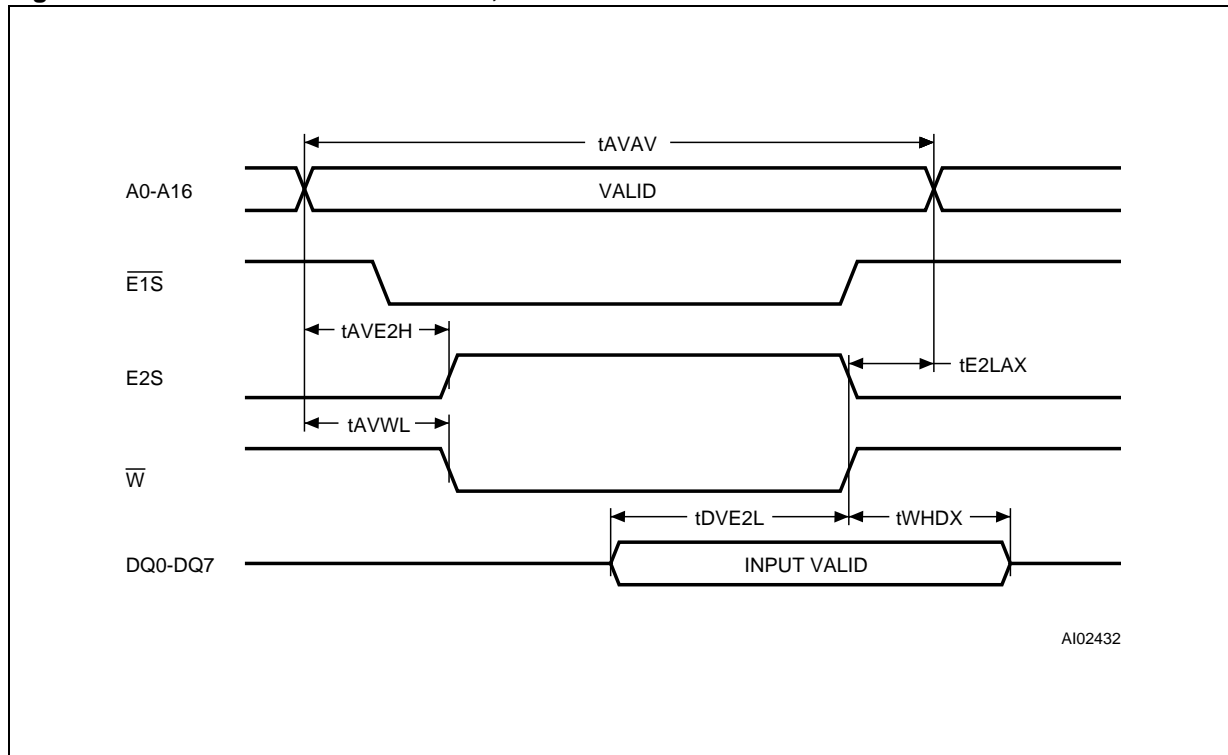 tAVAV
A0-A16
VALID
E1S
tAVE2H
E2S
tE2LAX
tAVWL
W
tDVE2L
tWHDX
DQ0-DQ7
INPUT VALID
AI02432